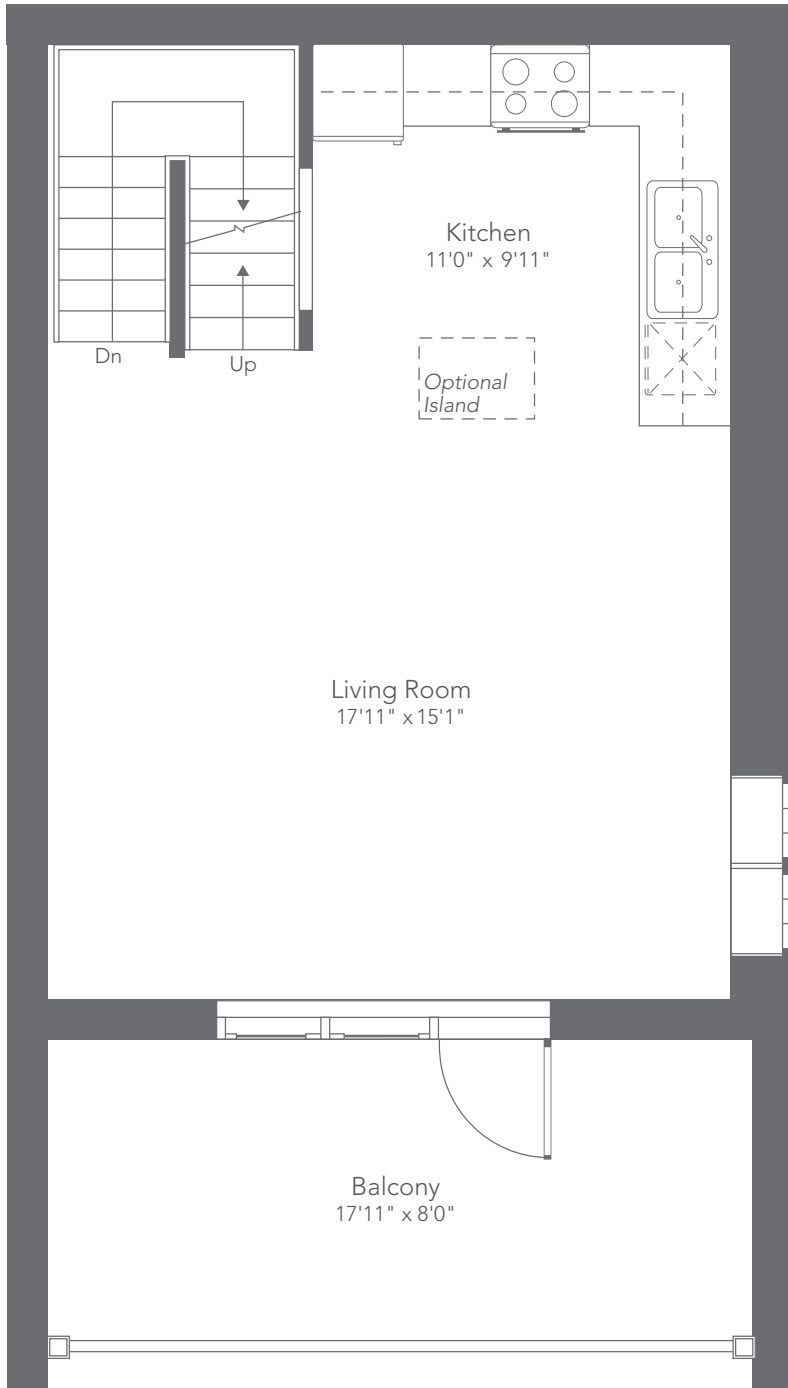 Kitchen
11'0" x 9'11"
Dn
Up
Optional
Island
Living Room
17'11" x 15'1"
Balcony
17'11" x 8'0"